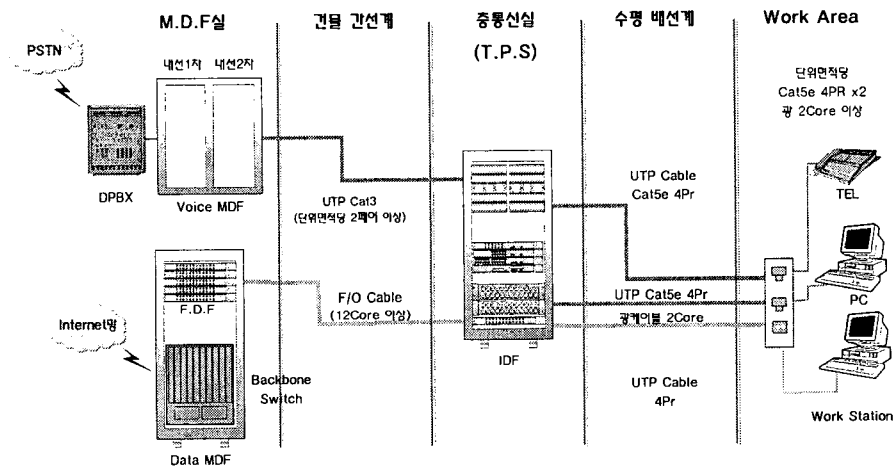 M.D.F실
건물 간선계
층통신실
(T.P.S)
수평 배선계
Work Area
PSTN
내선1차 내선2차
DPBX
Voice MDF
UTP Cat3
(단위면적당 2페어 이상)
UTP Cable
Cat5e 4Pr
단위면적당
Cat5e 4PR x2
광 2Core 이상
TEL
F.D.F
Internet망
Backbone
Switch
Data MDF
F/O Cable
(12Core 이상)
IDF
UTP Cat5e 4Pr
광케이블 2Core
UTP Cable
4Pr
PC
Work Station